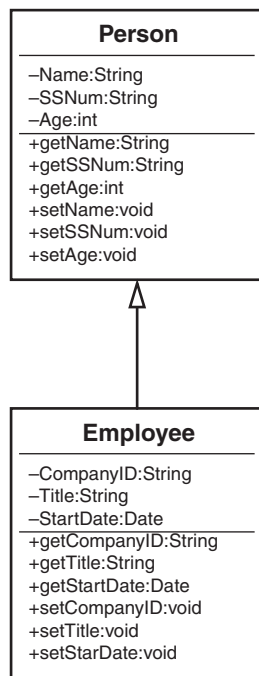 Person
–Name:String
–SSNum:String
–Age:int
+getName:String
+getSSNum:String
+getAge:int
+setName:void
+setSSNum:void
+setAge:void
Employee
–CompanyID:String
–Title:String
–StartDate:Date
+getCompanyID:String
+getTitle:String
+getStartDate:Date
+setCompanyID:void
+setTitle:void
+setStarDate:void